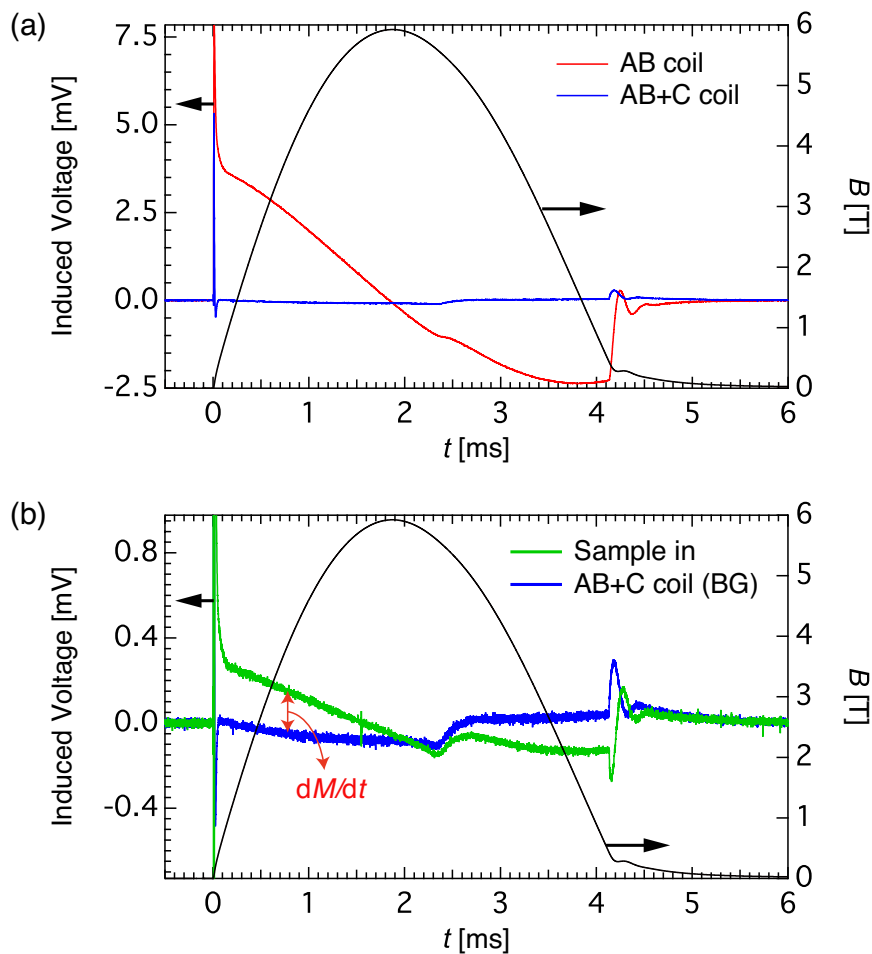 (a)
7.5
5.0
2.5
0.0
-2.5
Induced Voltage [mV]
AB coil
AB+C coil
6
5
4
3
2
1
0
B [T]
0 1 2 3 4 5 6
t [ms]
(b)
0.8
0.4
0.0
-0.4
Induced Voltage [mV]
Sample in
AB+C coil (BG)
dM/dt
6
5
4
3
2
1
0
B [T]
0 1 2 3 4 5 6
t [ms]